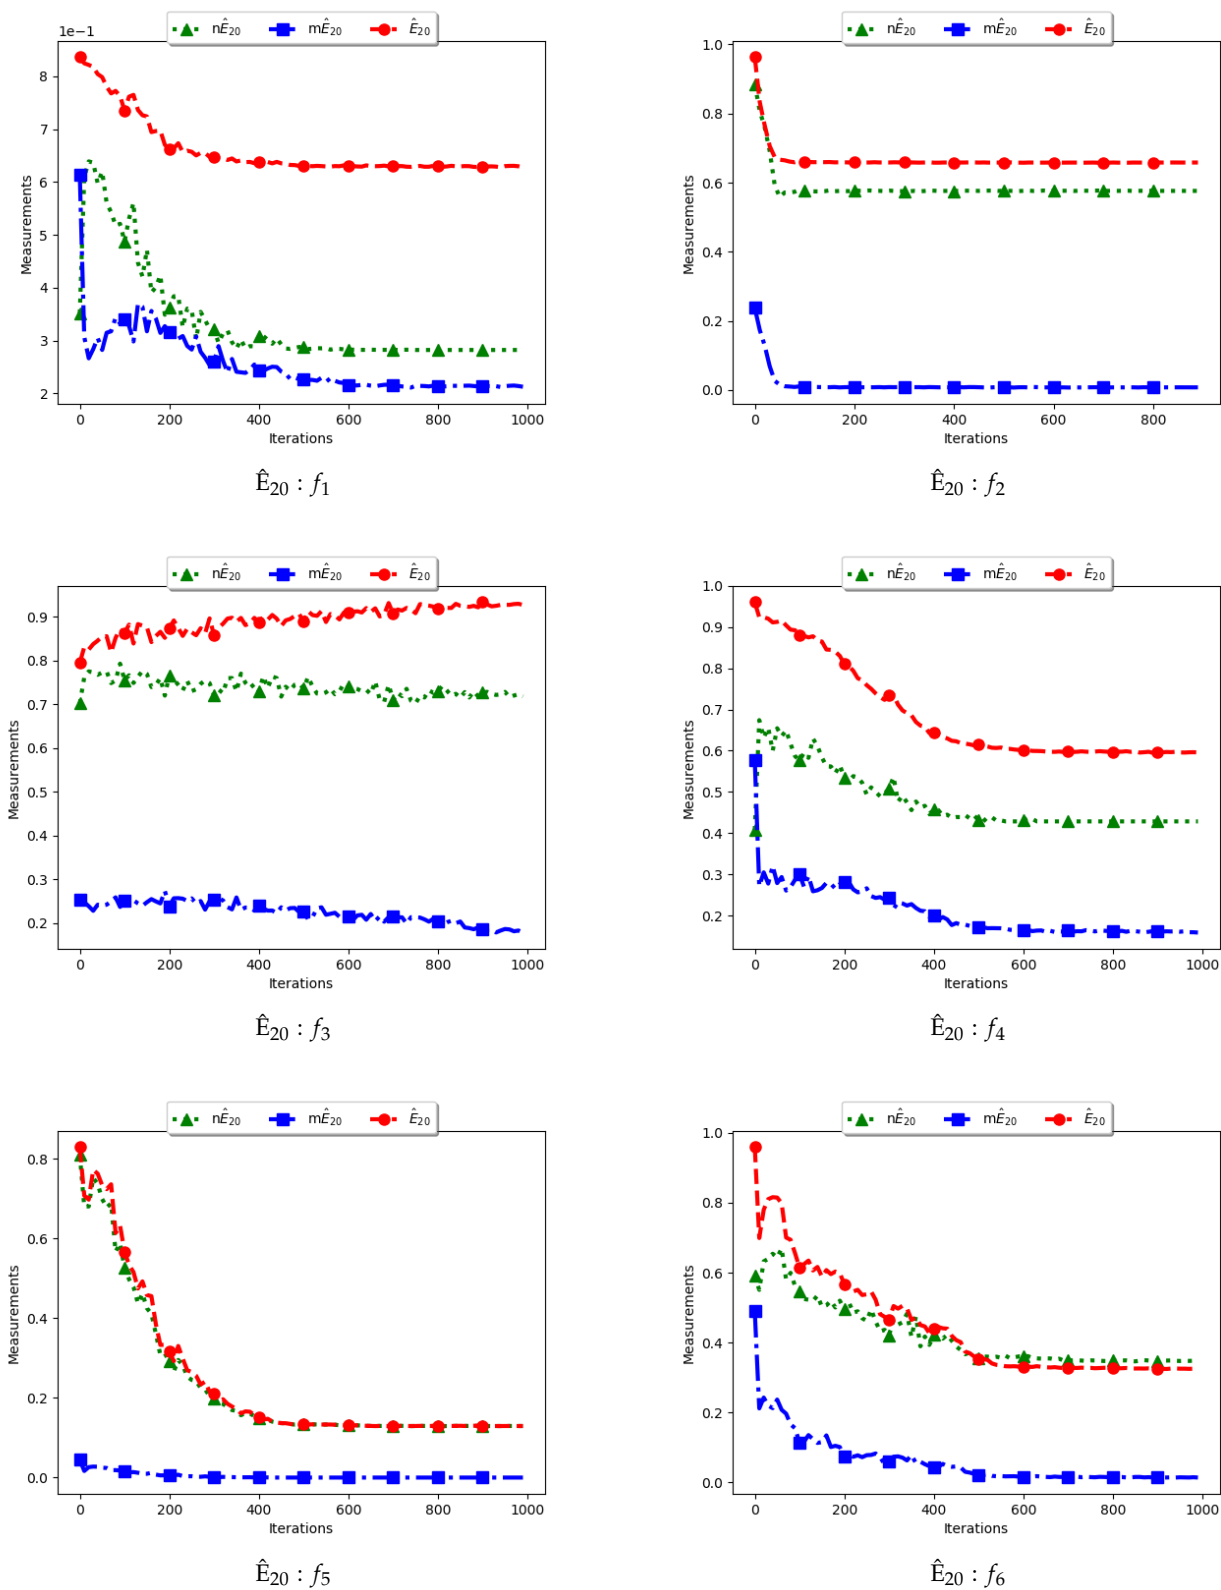 nÊ₂₀ mÊ₂₀ Ê₂₀
1e−1
8
7
6
5
4
3
2
Measurements
0 200 400 600 800 1000
Iterations
Ê₂₀ : f₁
nÊ₂₀ mÊ₂₀ Ê₂₀
1.0
0.8
0.6
0.4
0.2
0.0
Measurements
0 200 400 600 800
Iterations
Ê₂₀ : f₂
nÊ₂₀ mÊ₂₀ Ê₂₀
0.9
0.8
0.7
0.6
0.5
0.4
0.3
0.2
Measurements
0 200 400 600 800 1000
Iterations
Ê₂₀ : f₃
nÊ₂₀ mÊ₂₀ Ê₂₀
1.0
0.9
0.8
0.7
0.6
0.5
0.4
0.3
0.2
Measurements
0 200 400 600 800 1000
Iterations
Ê₂₀ : f₄
nÊ₂₀ mÊ₂₀ Ê₂₀
0.8
0.6
0.4
0.2
0.0
Measurements
0 200 400 600 800 1000
Iterations
Ê₂₀ : f₅
nÊ₂₀ mÊ₂₀ Ê₂₀
1.0
0.8
0.6
0.4
0.2
0.0
Measurements
0 200 400 600 800 1000
Iterations
Ê₂₀ : f₆